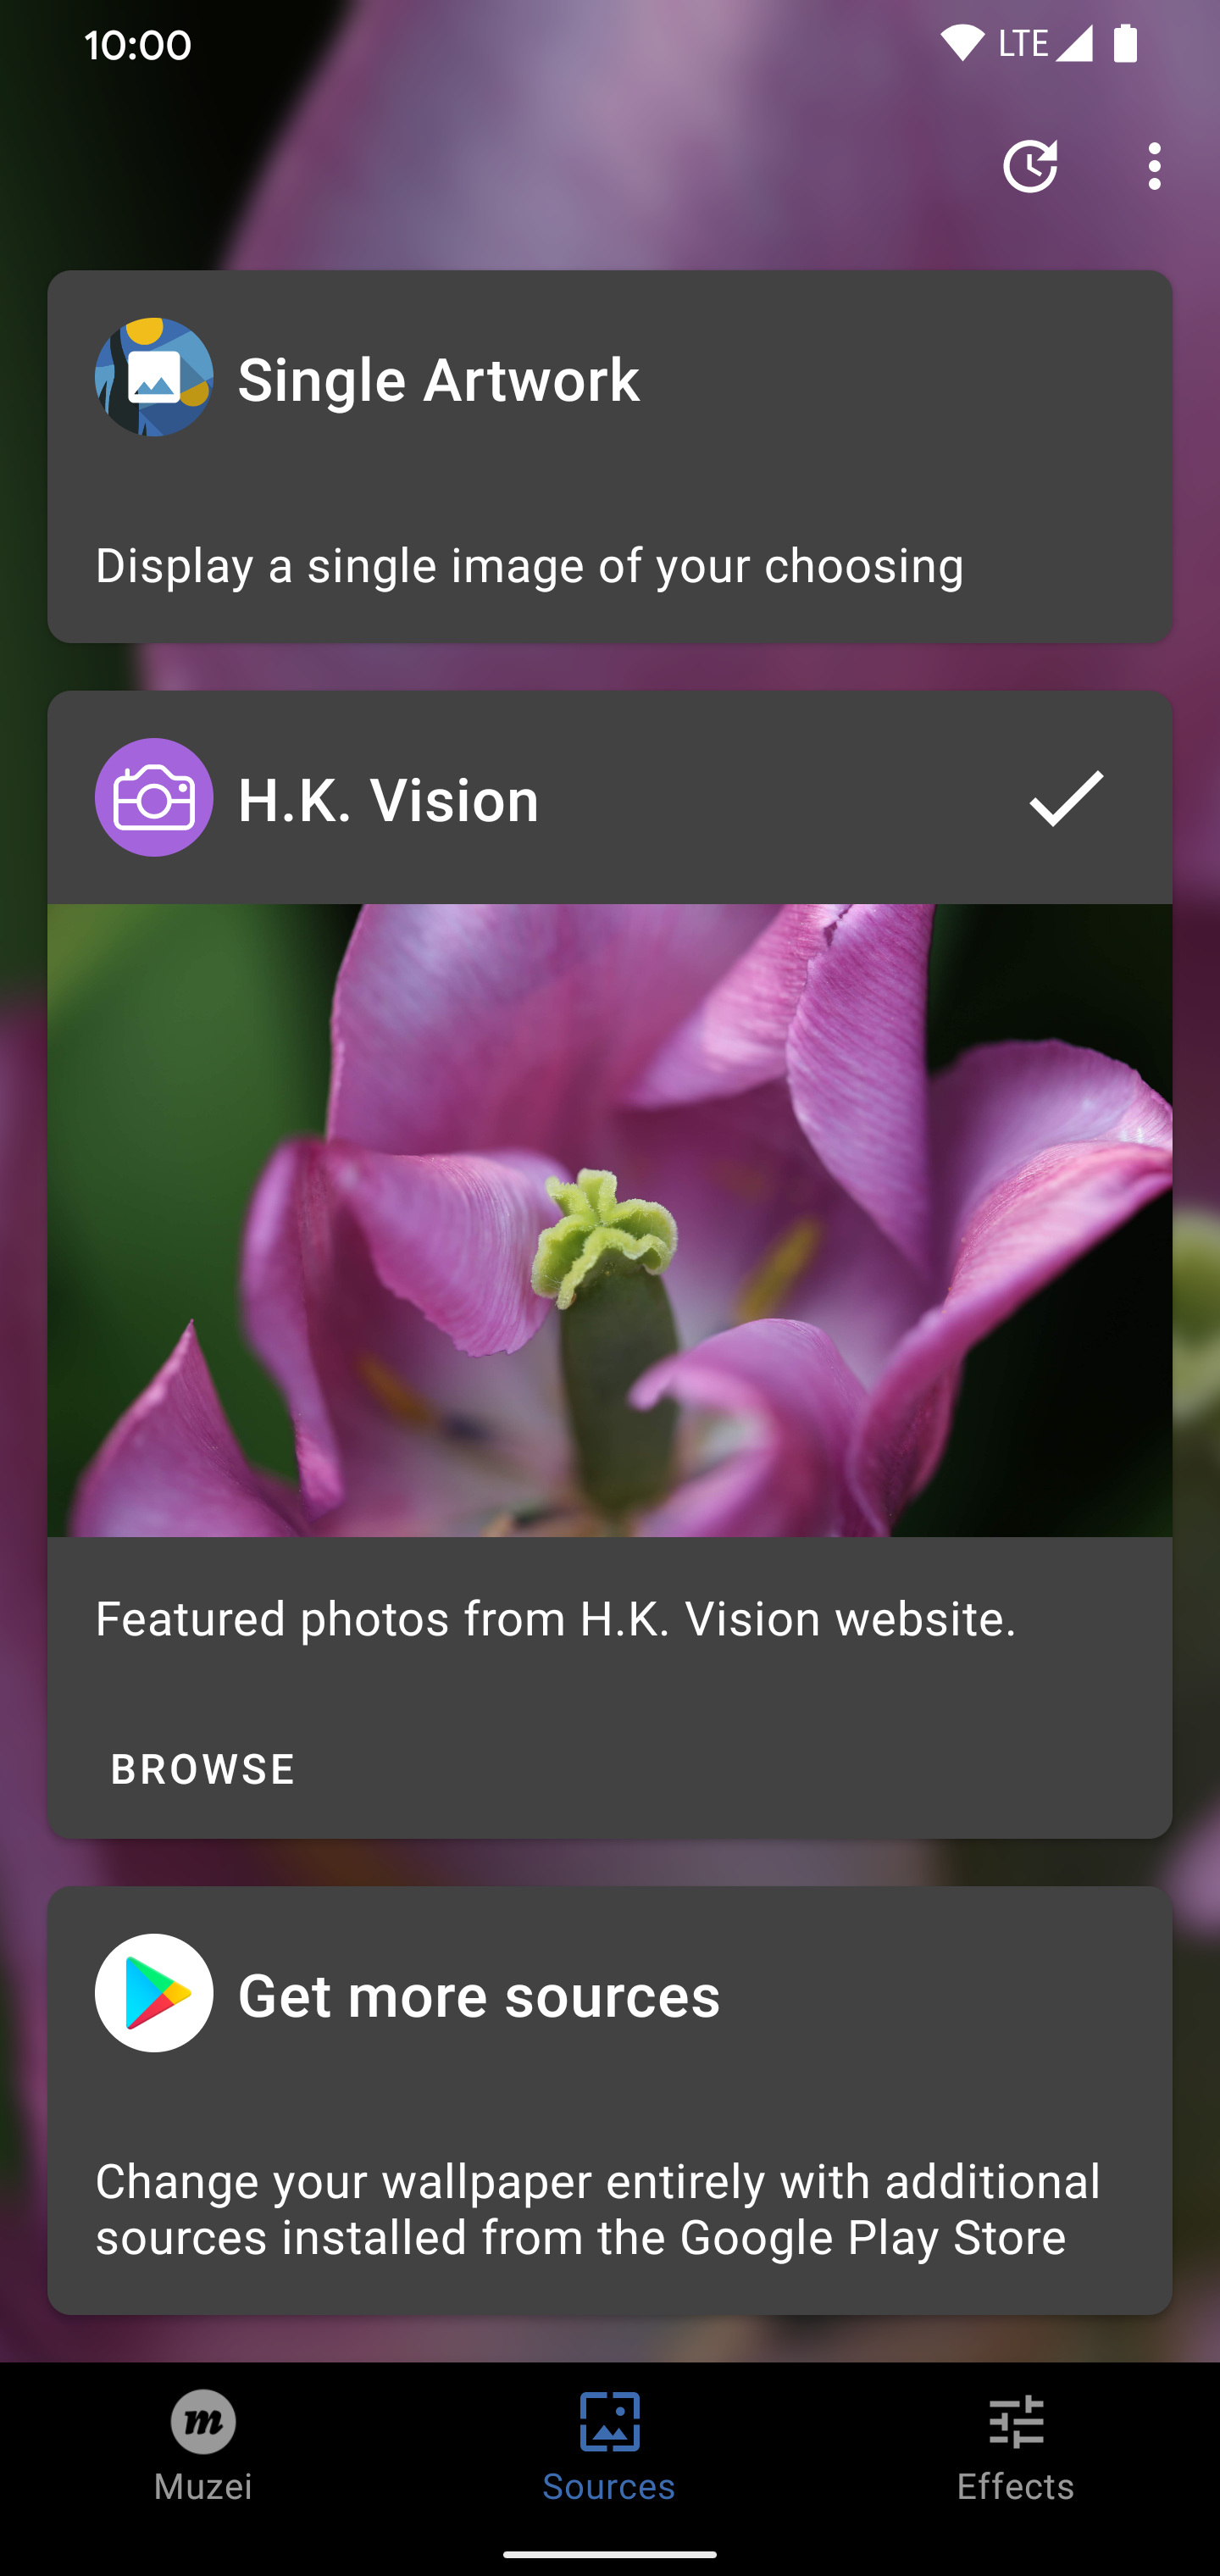 10:00
LTE
Single Artwork
Display a single image of your choosing
H.K. Vision
Featured photos from H.K. Vision website.
BROWSE
Get more sources
Change your wallpaper entirely with additional
sources installed from the Google Play Store
m
Muzei
Sources
Effects